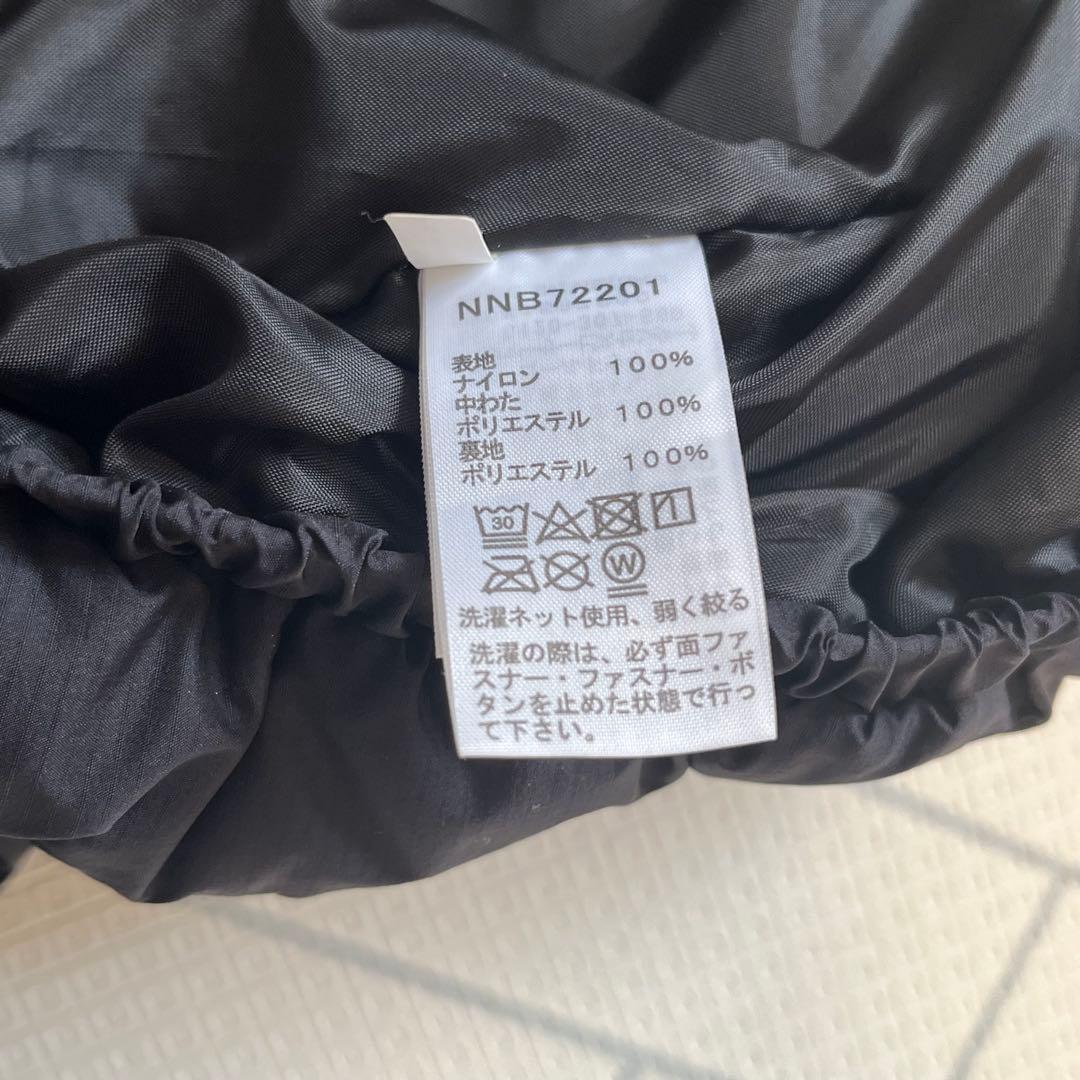 NNB72201
表地
ナイロン 100%
中わた
ポリエステル 100%
裏地
ポリエステル 100%
30
W
洗濯ネット使用、弱く絞る
洗濯の際は、必ず面ファ
スナー・ファスナー・ボ
タンを止めた状態で行っ
て下さい。